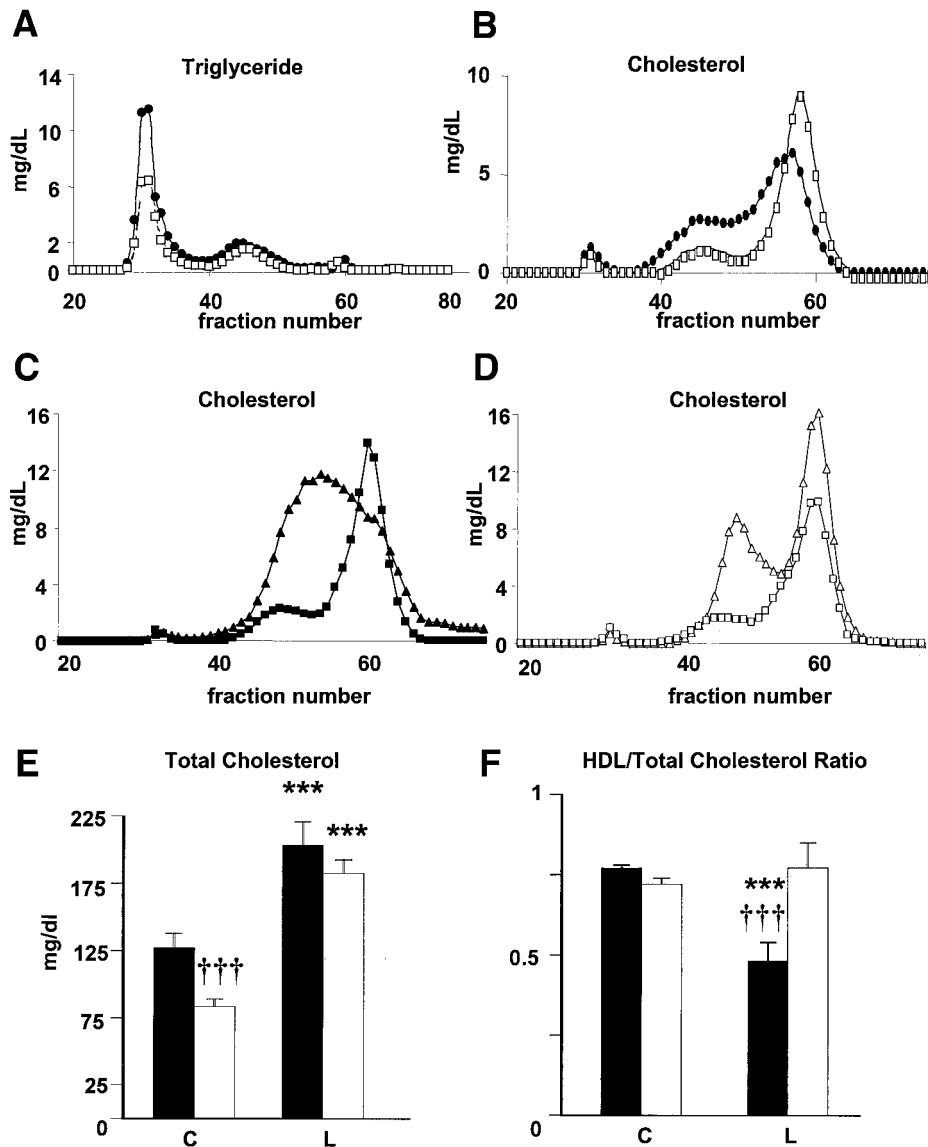 A
Triglyceride
14
10
6
2
0
mg/dL
20 40 60 80
fraction number
B
Cholesterol
10
5
0
mg/dL
20 40 60
fraction number
C
Cholesterol
16
12
8
4
0
mg/dL
20 40 60
fraction number
D
Cholesterol
16
12
8
4
0
mg/dL
20 40 60
fraction number
E
Total Cholesterol
225
175
125
75
25
0
mg/dl
†††
***
***
C L
F
HDL/Total Cholesterol Ratio
1
0.5
0
***
†††
C L